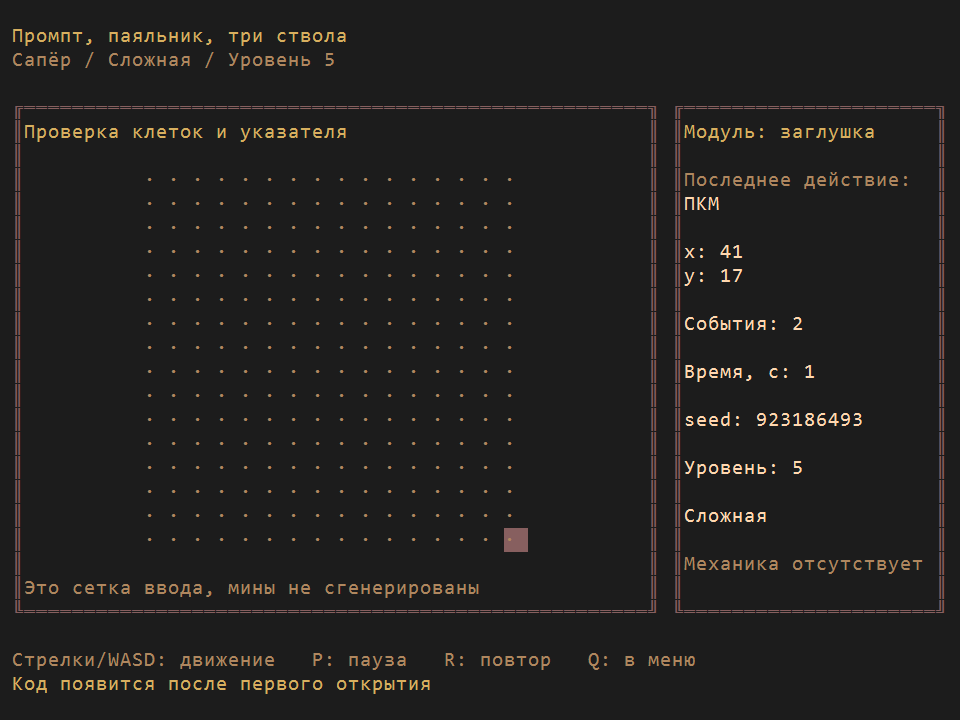 Промпт, паяльник, три ствола
Сапёр / Сложная / Уровень 5
Проверка клеток и указателя
Это сетка ввода, мины не сгенерированы
Модуль: заглушка
Последнее действие:
ПКМ
x: 41
y: 17
События: 2
Время, с: 1
seed: 923186493
Уровень: 5
Сложная
Механика отсутствует
Стрелки/WASD: движение   P: пауза   R: повтор   Q: в меню
Код появится после первого открытия